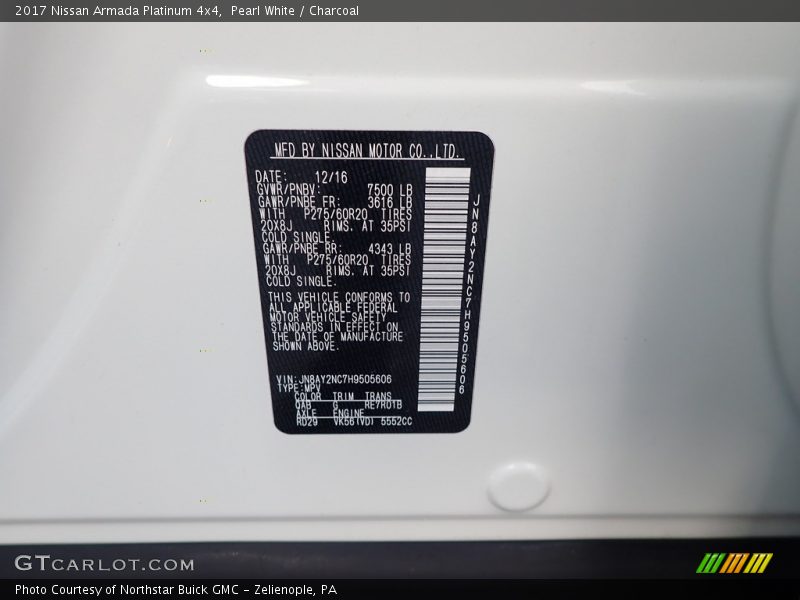 2017 Nissan Armada Platinum 4x4,  Pearl White / Charcoal
MFD BY NISSAN MOTOR CO.,LTD.
DATE: 12/16
GVWR/PNBV: 7500 LB
GAWR/PNBE FR: 3616 LB
WITH P275/60R20 TIRES
20X8J RIMS, AT 35PSI
COLD SINGLE.
GAWR/PNBE RR: 4343 LB
WITH P275/60R20 TIRES
20X8J RIMS, AT 35PSI
COLD SINGLE.
THIS VEHICLE CONFORMS TO
ALL APPLICABLE FEDERAL
MOTOR VEHICLE SAFETY
STANDARDS IN EFFECT ON
THE DATE OF MANUFACTURE
SHOWN ABOVE.
VIN:JN8AY2NC7H9505606
TYPE:MPV
COLOR TRIM TRANS
QAB G RE7R01B
AXLE ENGINE
RD29 VK56(VD) 5552CC
JN8AY2NC7H9505606
GTCARLOT.COM
Photo Courtesy of Northstar Buick GMC - Zelienople, PA